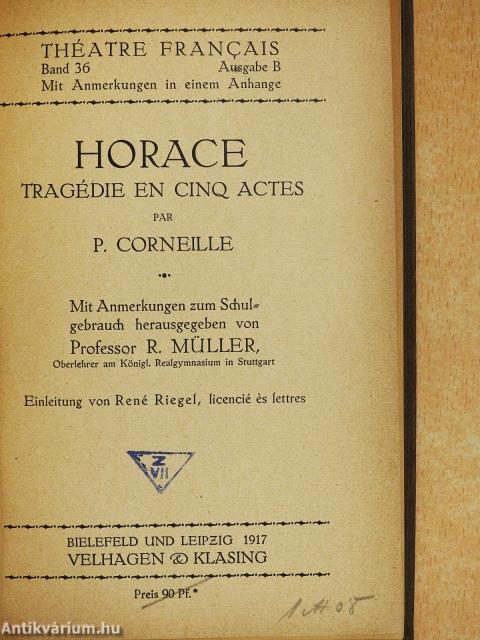 THÉATRE FRANÇAIS
Band 36 Ausgabe B
Mit Anmerkungen in einem Anhange
HORACE
TRAGÉDIE EN CINQ ACTES
PAR
P. CORNEILLE
Mit Anmerkungen zum Schul=
gebrauch herausgegeben von
Professor R. MÜLLER,
Oberlehrer am Königl. Realgymnasium in Stuttgart
Einleitung von René Riegel, licencié ès lettres
Z
VII
BIELEFELD UND LEIPZIG 1917
VELHAGEN & KLASING
Preis 90 Pf.*
Antikvárium.hu